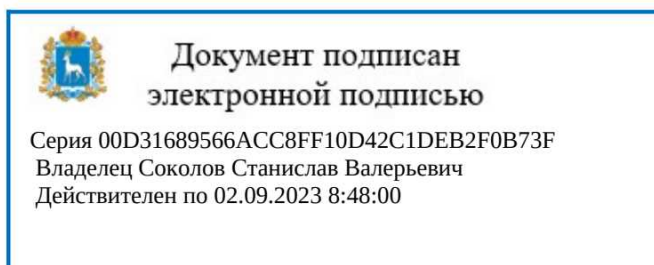 Документ подписан
электронной подписью
Серия 00D31689566ACC8FF10D42C1DEB2F0B73F
Владелец Соколов Станислав Валерьевич
Действителен по 02.09.2023 8:48:00